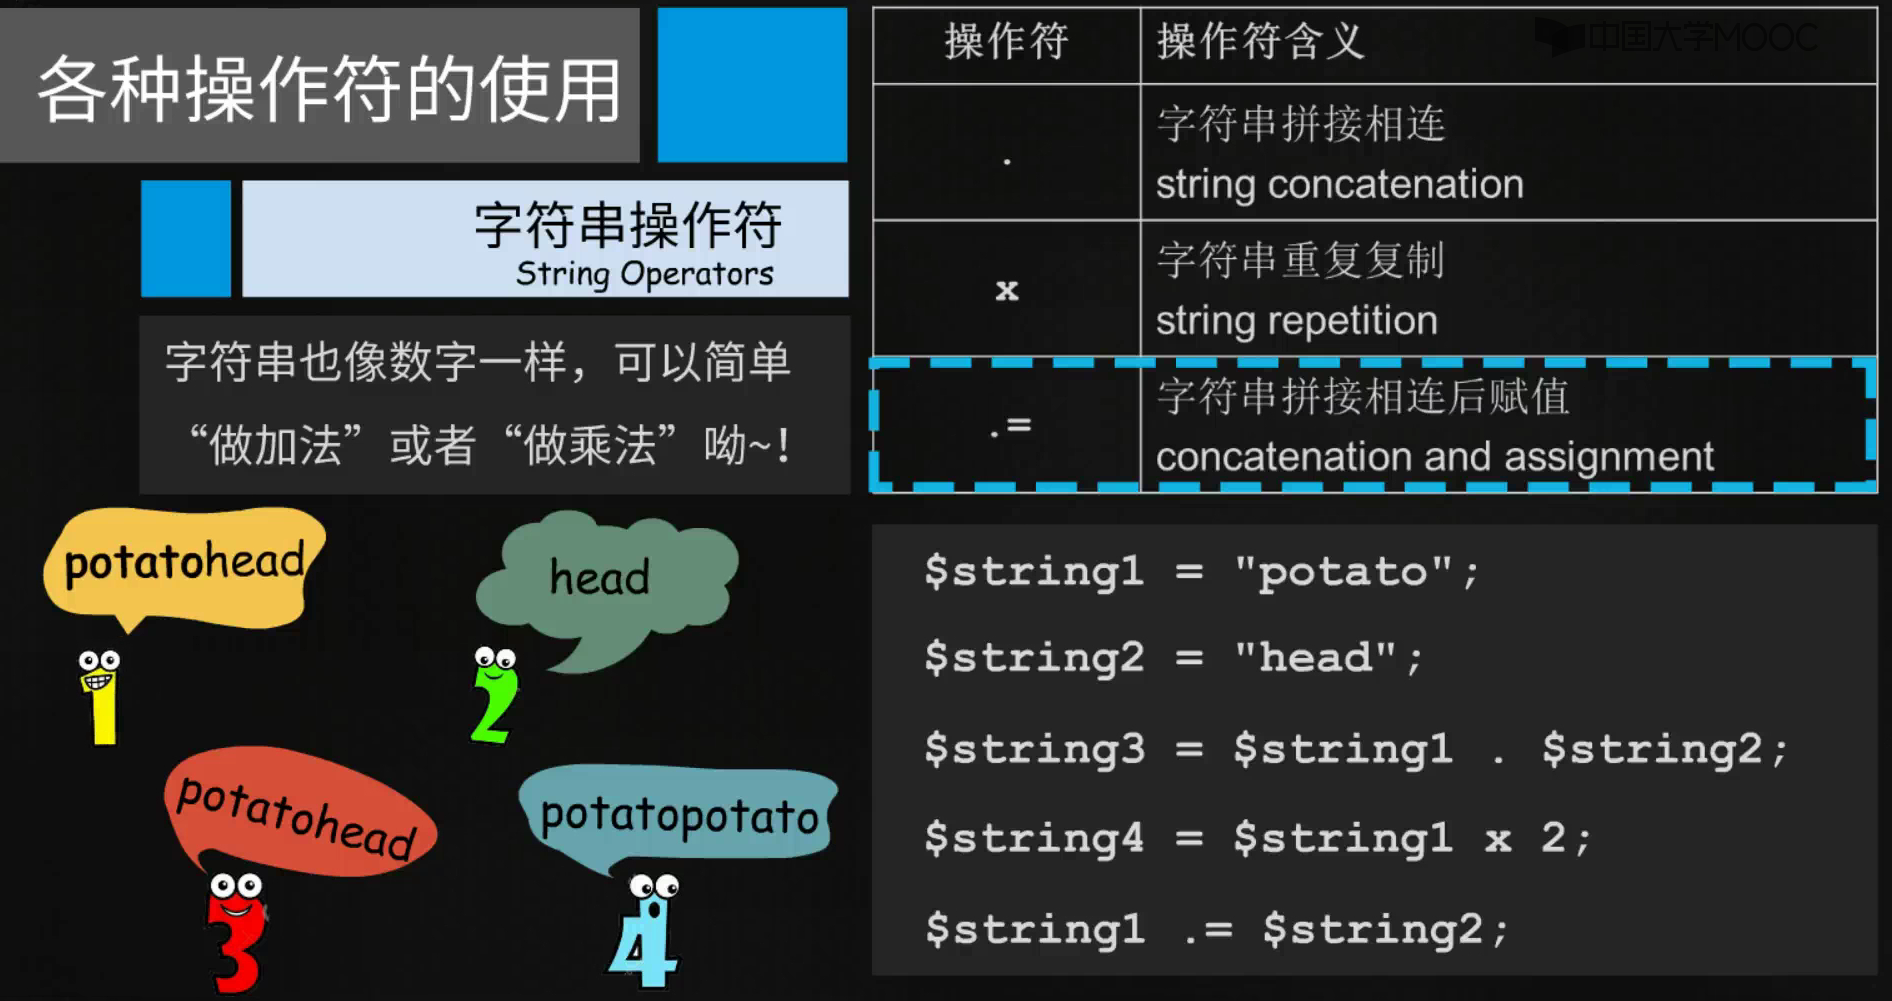 各种操作符的使用
字符串操作符
String Operators
字符串也像数字一样，可以简单
“做加法”或者“做乘法”呦~！
操作符 操作符含义
中国大学MOOC
. 字符串拼接相连
string concatenation
x 字符串重复复制
string repetition
.= 字符串拼接相连后赋值
concatenation and assignment
potatohead
head
potatohead
potatopotato
1
2
3
4
$string1 = "potato";
$string2 = "head";
$string3 = $string1 . $string2;
$string4 = $string1 x 2;
$string1 .= $string2;